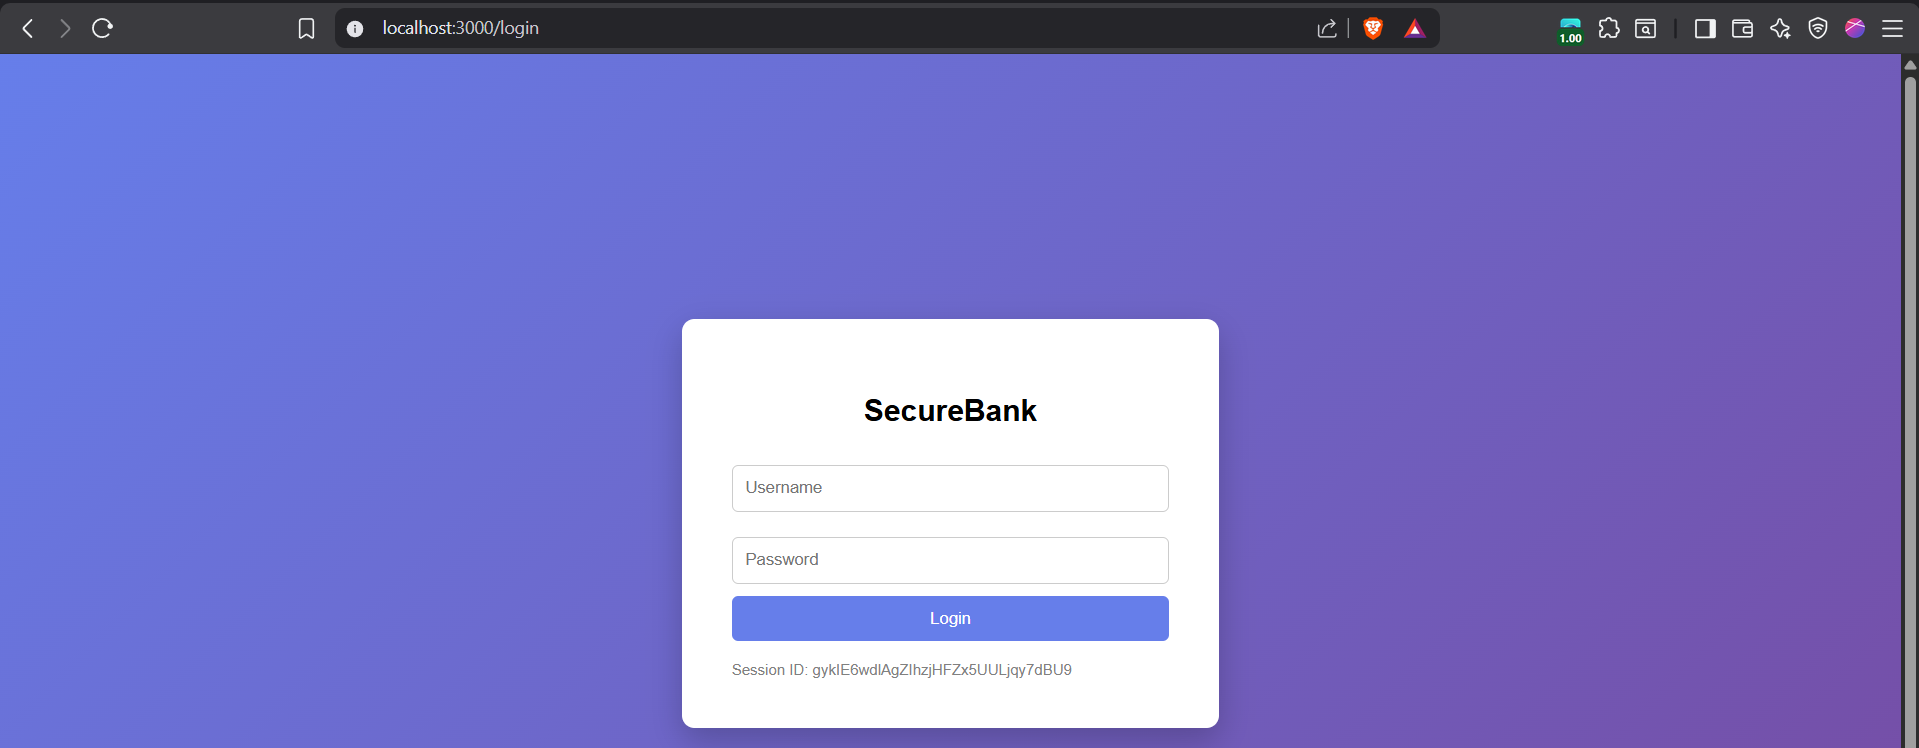 localhost:3000/login
1.00
SecureBank
Username
Password
Login
Session ID: gykIE6wdlAgZIhzjHFZx5UULjqy7dBU9